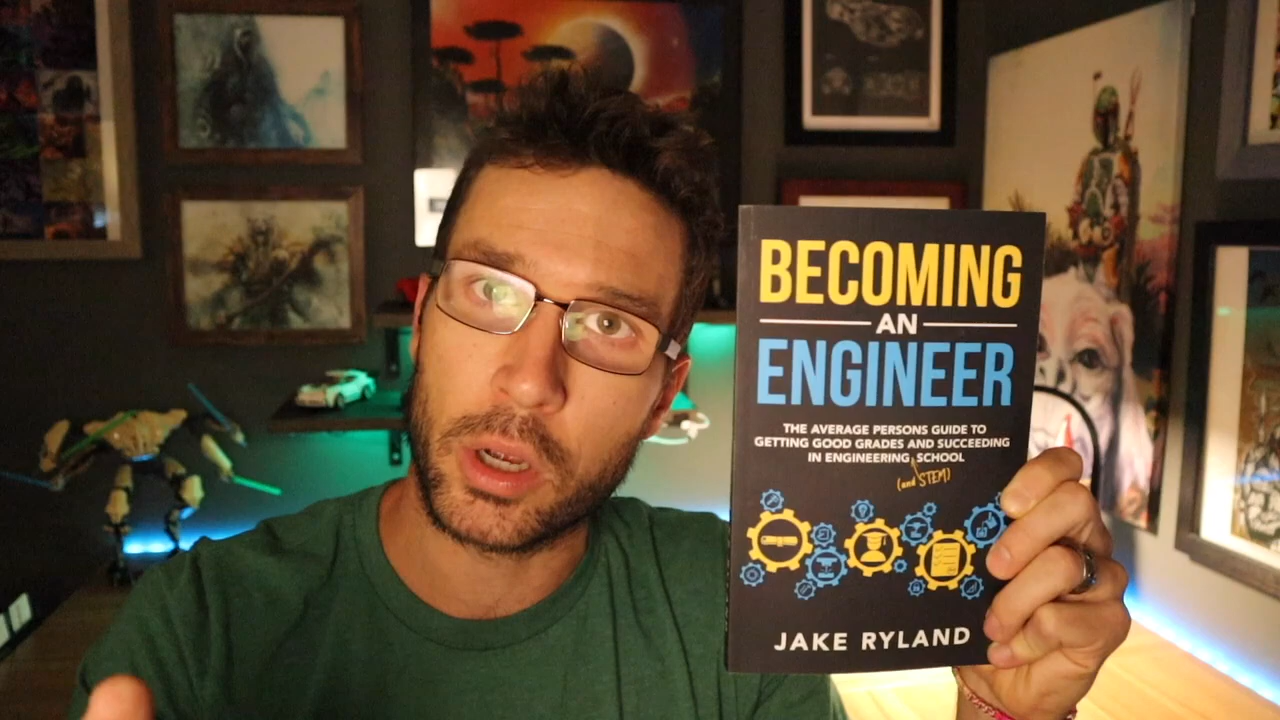 BECOMING
AN
ENGINEER
THE AVERAGE PERSONS GUIDE TO
GETTING GOOD GRADES AND SUCCEEDING
IN ENGINEERING SCHOOL
(and STEM)
JAKE RYLAND